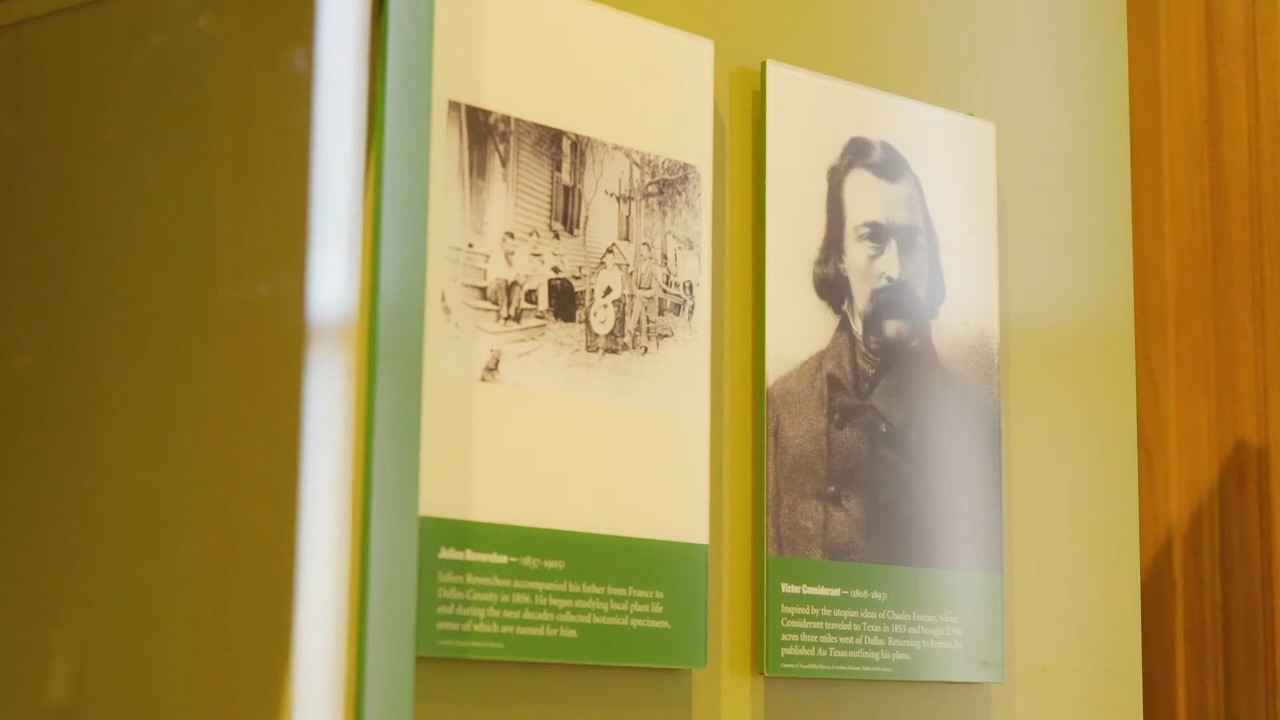 Julien Reverchon — (1837-1905)
Julien Reverchon accompanied his father from France to
Dallas County in 1856. He began studying local plant life
and during the next decades collected botanical specimens,
some of which are named for him.
Victor Considerant — (1808-1893)
Inspired by the utopian ideas of Charles Fourier, Victor
Considerant traveled to Texas in 1853 and bought
acres three miles west of Dallas. Returning to France, he
published Au Texas outlining his plans.